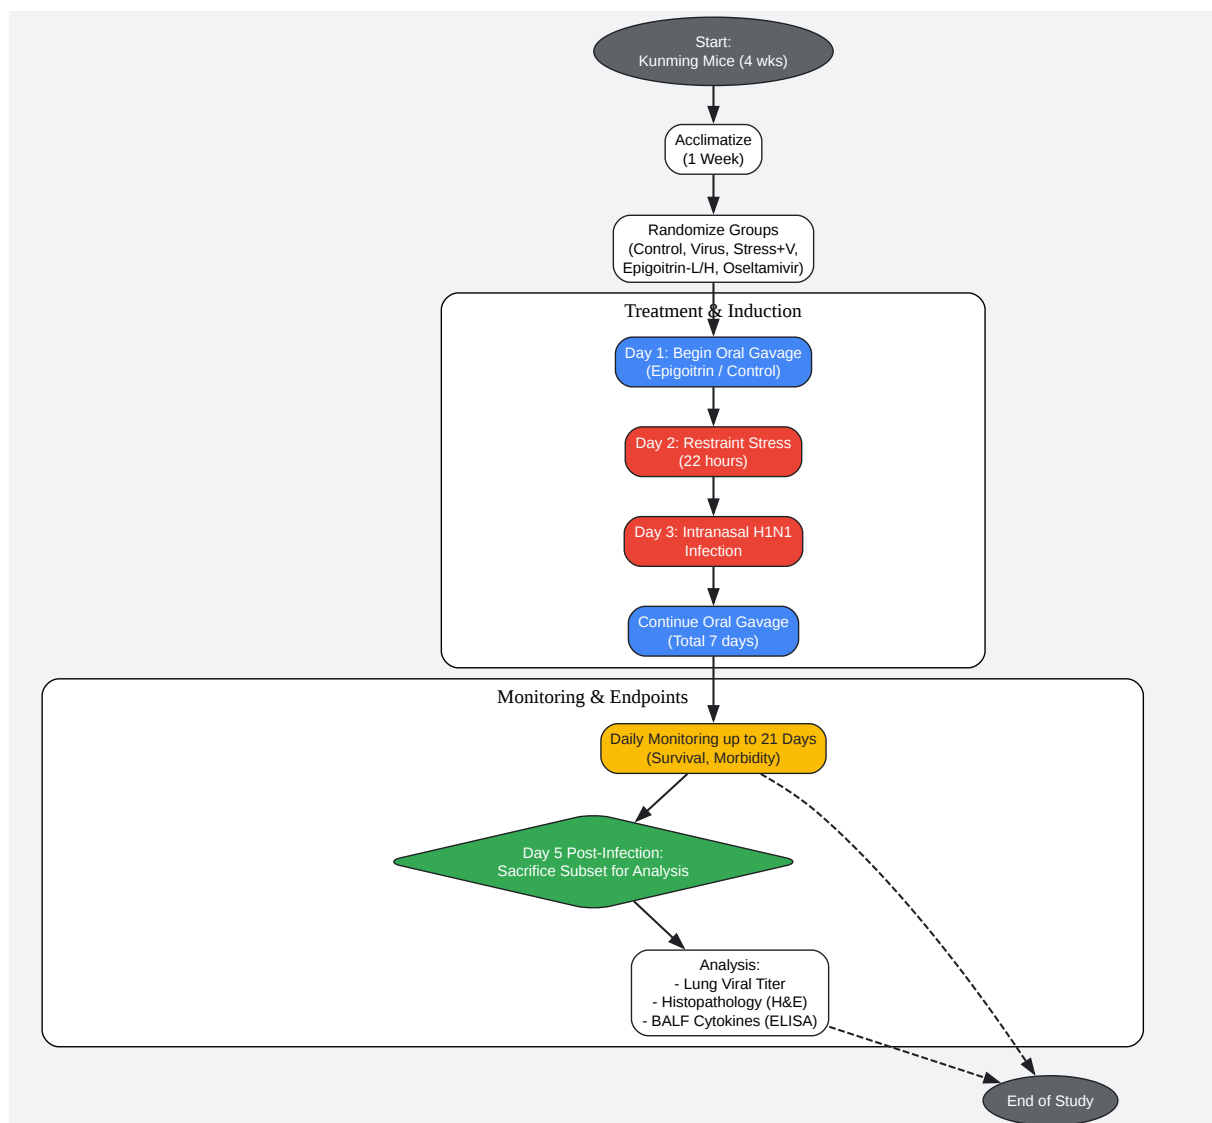 Start:
Kunming Mice (4 wks)
Acclimatize
(1 Week)
Randomize Groups
(Control, Virus, Stress+V,
Epigoitrin-L/H, Oseltamivir)
Treatment & Induction
Day 1: Begin Oral Gavage
(Epigoitrin / Control)
Day 2: Restraint Stress
(22 hours)
Day 3: Intranasal H1N1
Infection
Continue Oral Gavage
(Total 7 days)
Monitoring & Endpoints
Daily Monitoring up to 21 Days
(Survival, Morbidity)
Day 5 Post-Infection:
Sacrifice Subset for Analysis
Analysis:
- Lung Viral Titer
- Histopathology (H&E)
- BALF Cytokines (ELISA)
End of Study